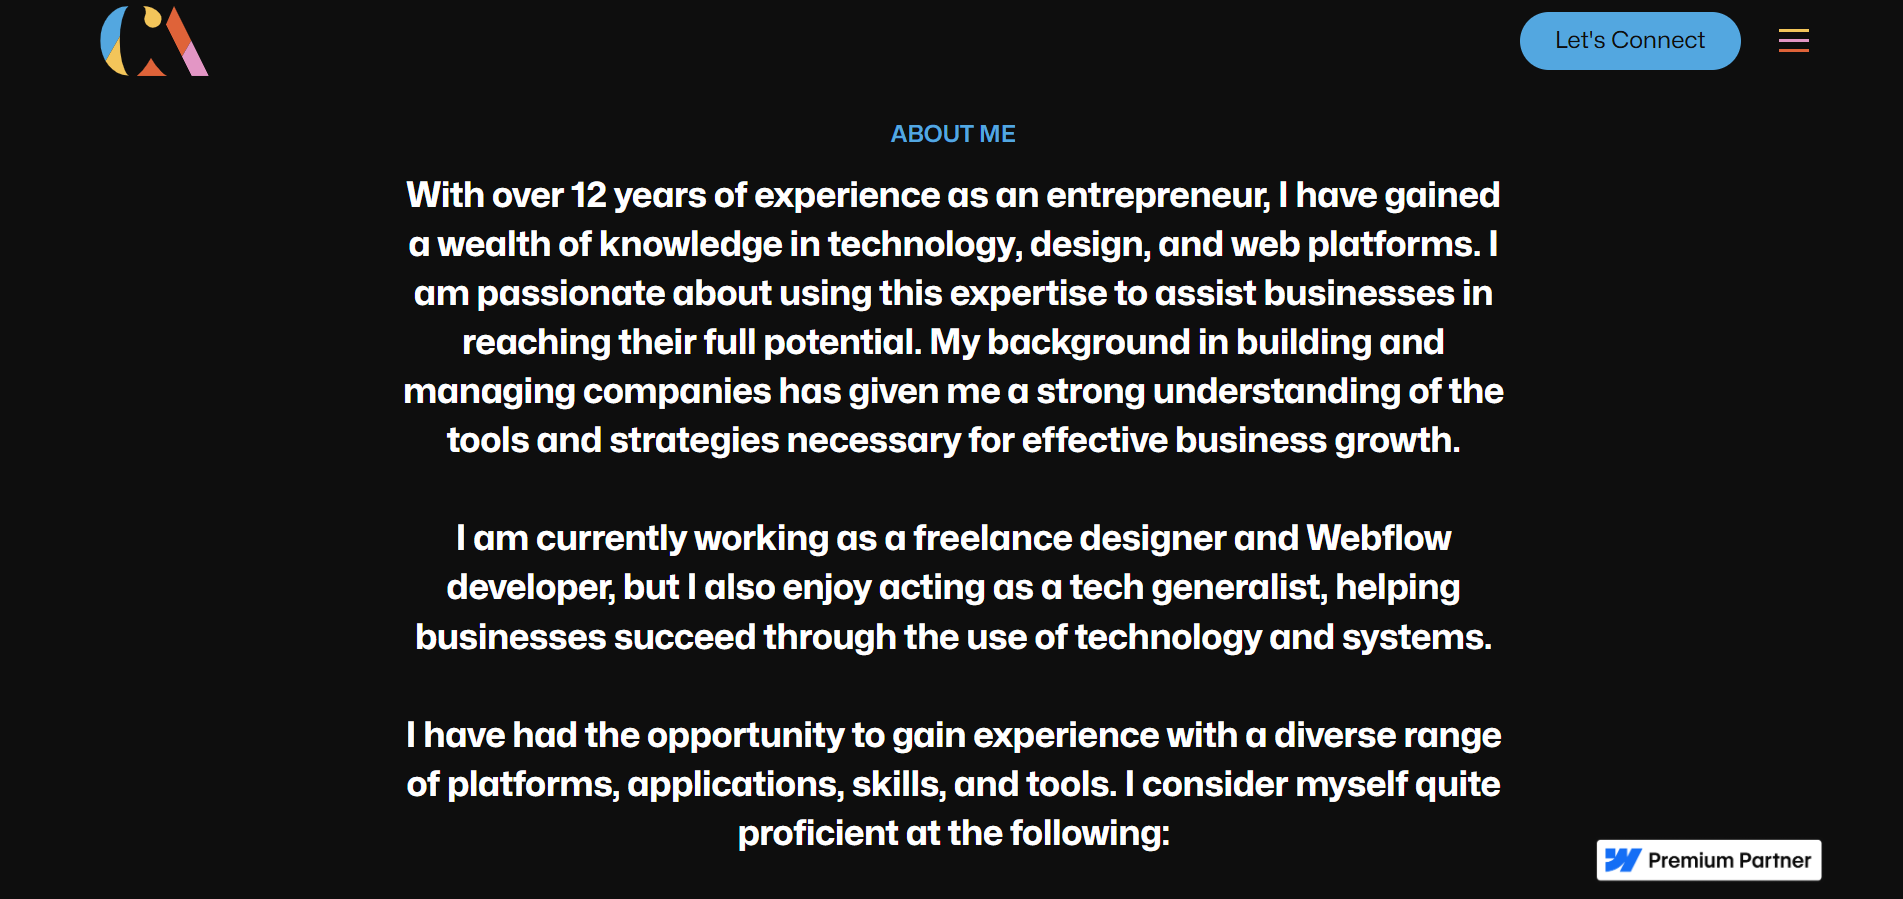 CA
Let's Connect
ABOUT ME
With over 12 years of experience as an entrepreneur, I have gained
a wealth of knowledge in technology, design, and web platforms. I
am passionate about using this expertise to assist businesses in
reaching their full potential. My background in building and
managing companies has given me a strong understanding of the
tools and strategies necessary for effective business growth.
I am currently working as a freelance designer and Webflow
developer, but I also enjoy acting as a tech generalist, helping
businesses succeed through the use of technology and systems.
I have had the opportunity to gain experience with a diverse range
of platforms, applications, skills, and tools. I consider myself quite
proficient at the following:
Premium Partner